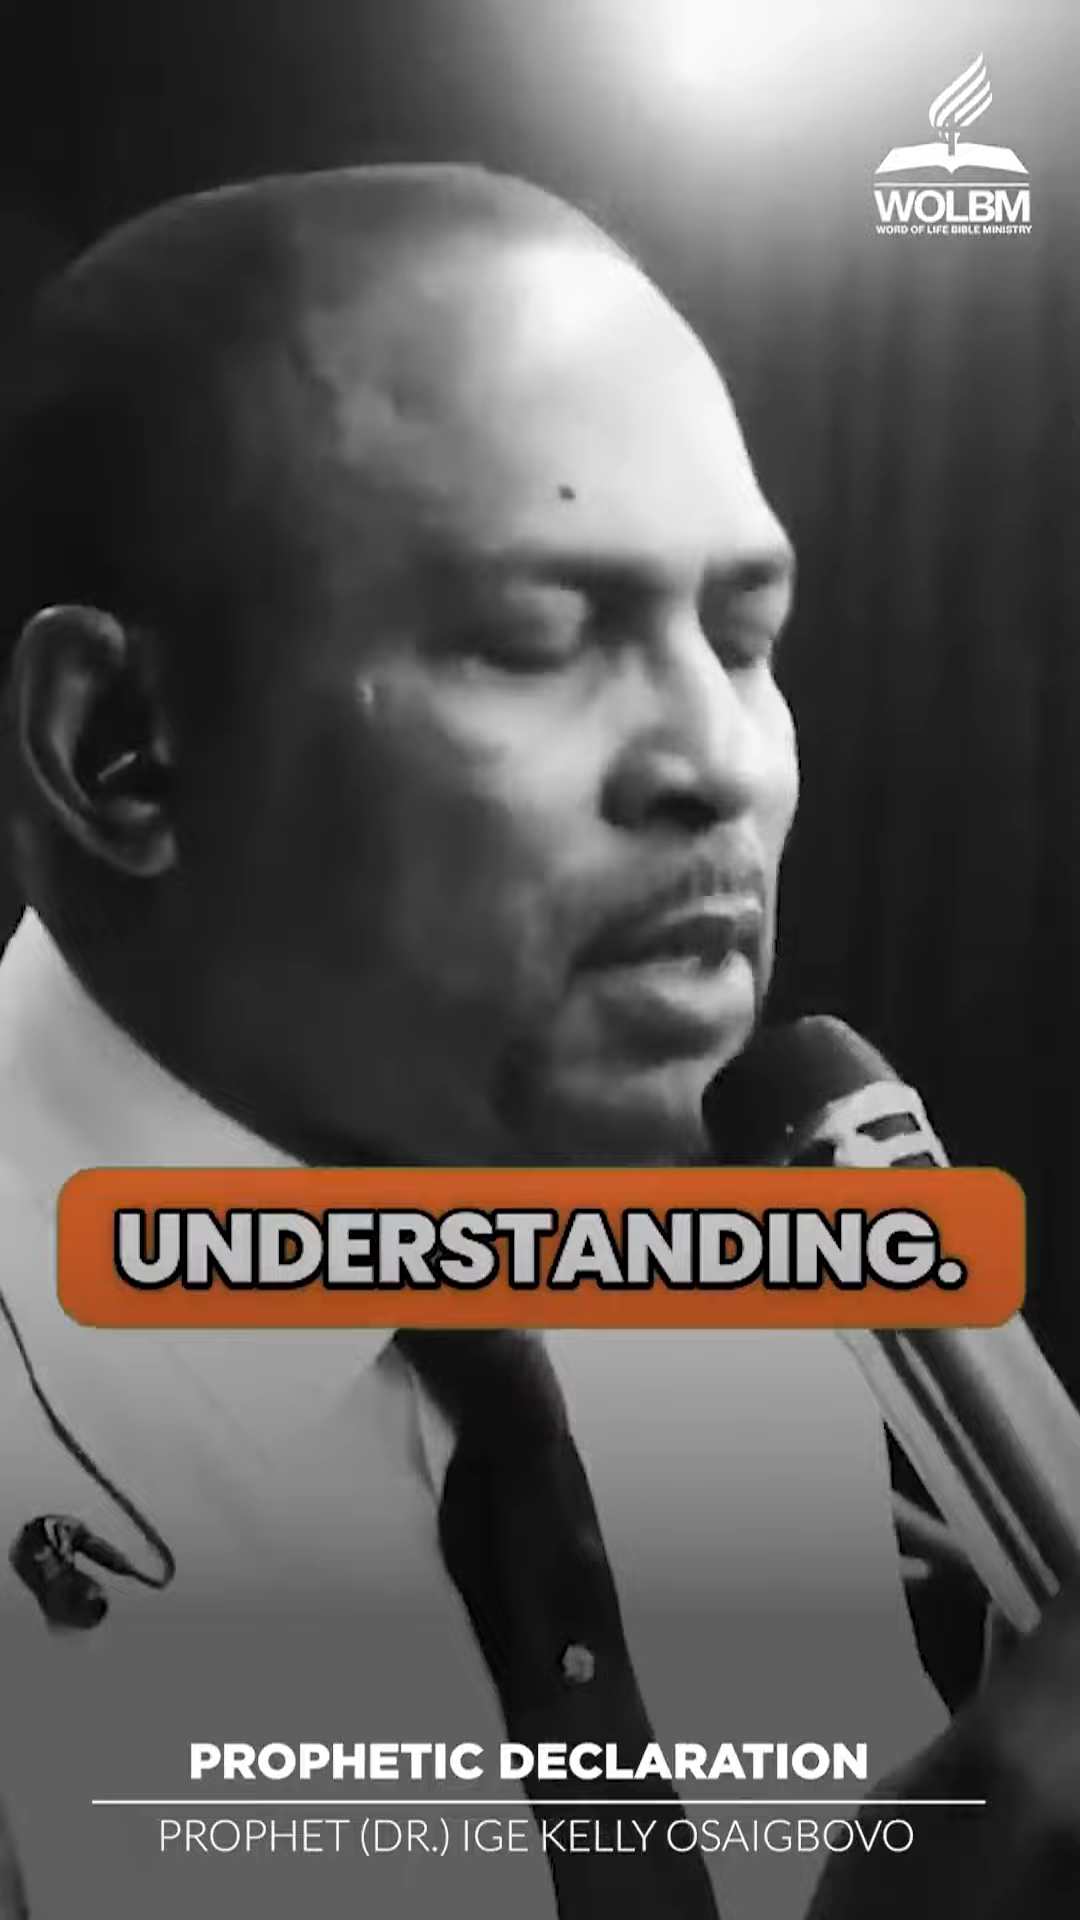 WOLBM
WORD OF LIFE BIBLE MINISTRY
UNDERSTANDING.
PROPHETIC DECLARATION
PROPHET (DR.) IGE KELLY OSAIGBOVO